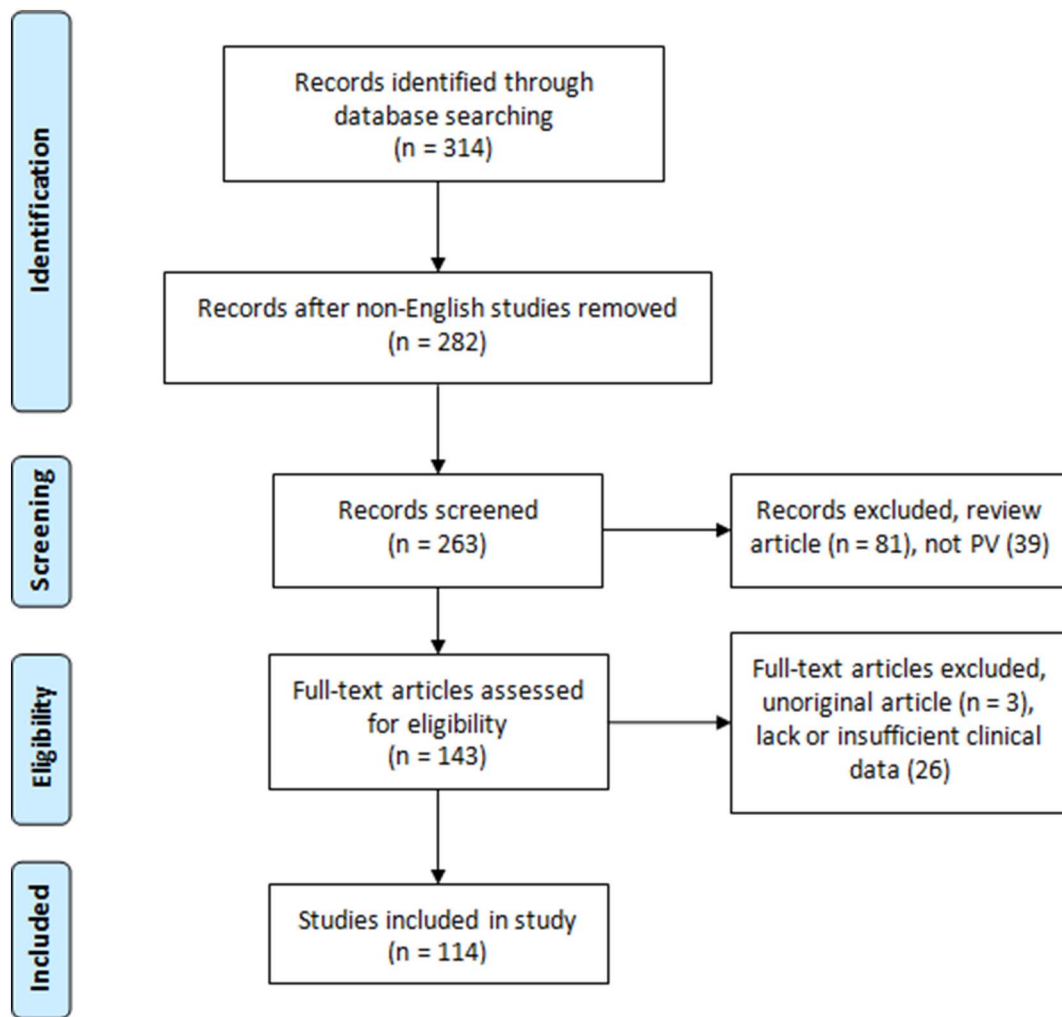 Identification
Records identified through
database searching
(n = 314)
Records after non-English studies removed
(n = 282)
Screening
Records screened
(n = 263)
Records excluded, review
article (n = 81), not PV (39)
Eligibility
Full-text articles assessed
for eligibility
(n = 143)
Full-text articles excluded,
unoriginal article (n = 3),
lack or insufficient clinical
data (26)
Included
Studies included in study
(n = 114)